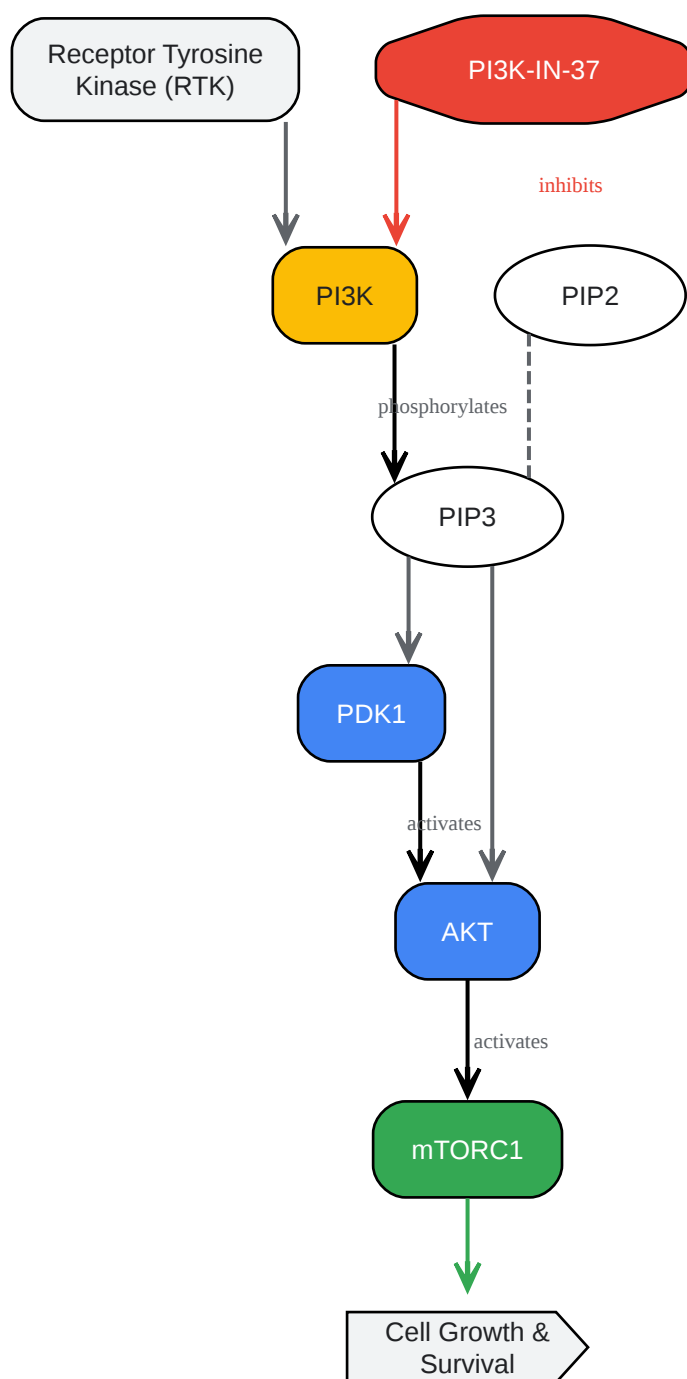 Receptor Tyrosine
Kinase (RTK)
PI3K-IN-37
inhibits
PI3K
PIP2
phosphorylates
PIP3
PDK1
activates
AKT
activates
mTORC1
Cell Growth &
Survival